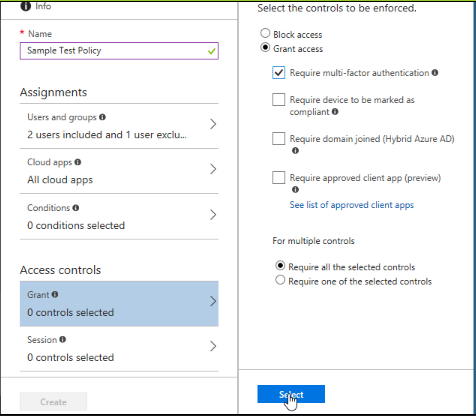 Info
* Name
Sample Test Policy
Assignments
Users and groups
2 users included and 1 user exclu...
Cloud apps
All cloud apps
Conditions
0 conditions selected
Access controls
Grant
0 controls selected
Session
0 controls selected
Create
Select the controls to be enforced.
Block access
Grant access
Require multi-factor authentication
Require device to be marked as
compliant
Require domain joined (Hybrid Azure AD)
Require approved client app (preview)
See list of approved client apps
For multiple controls
Require all the selected controls
Require one of the selected controls
Select